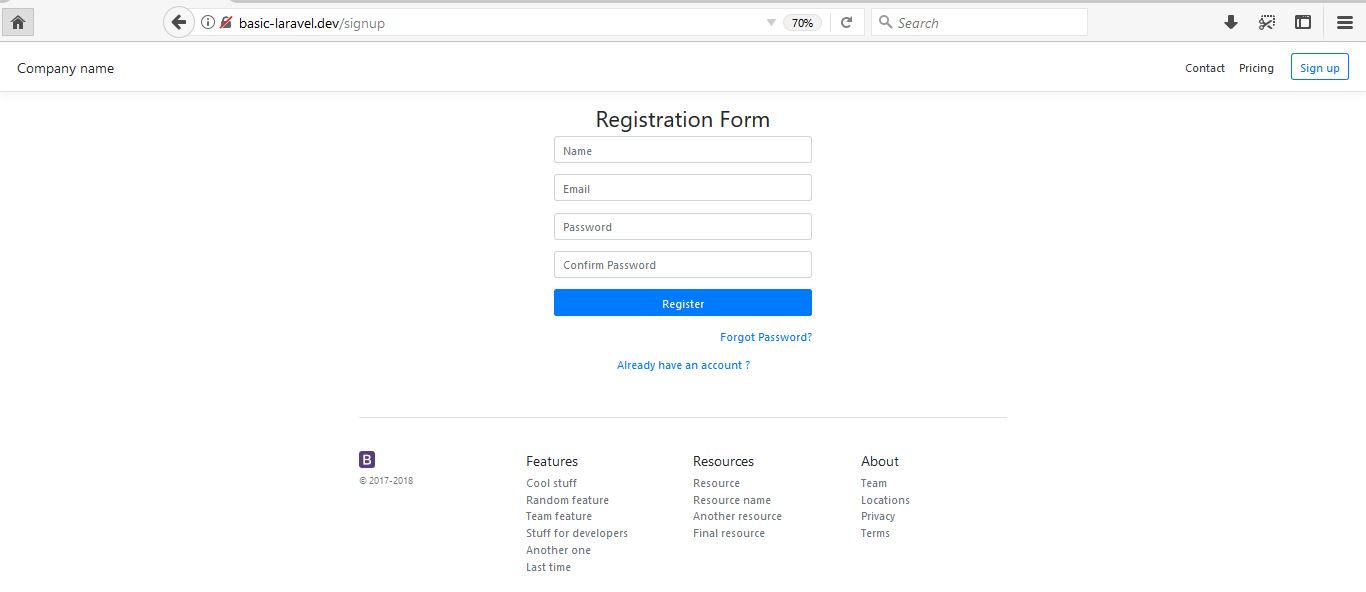 basic-laravel.dev/signup 70% Search
Company name Contact Pricing Sign up
Registration Form
Name
Email
Password
Confirm Password
Register
Forgot Password?
Already have an account ?
B
© 2017-2018
Features
Cool stuff
Random feature
Team feature
Stuff for developers
Another one
Last time
Resources
Resource
Resource name
Another resource
Final resource
About
Team
Locations
Privacy
Terms